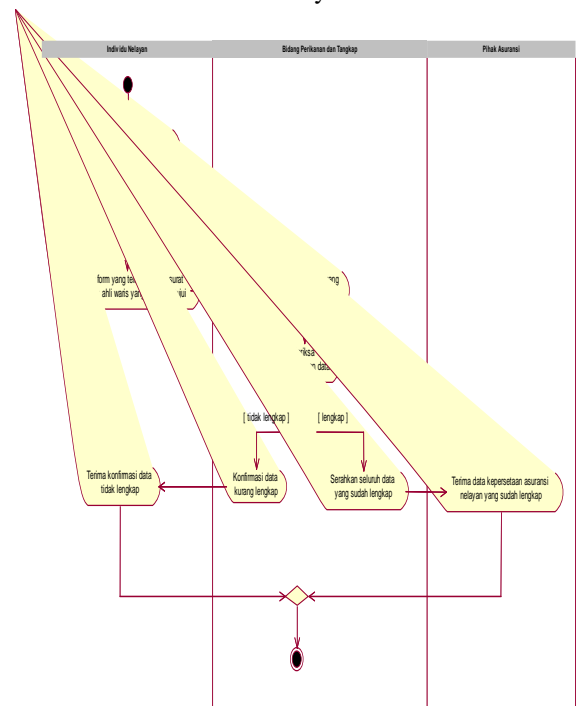 Individu Nelayan
Bidang Perikanan dan Tangkap
Pihak Asuransi
form yang
surat
ahli waris
data
[ tidak lengkap ]
[ lengkap ]
Terima konfirmasi data
tidak lengkap
Konfirmasi data
kurang lengkap
Serahkan seluruh data
yang sudah lengkap
Terima data kepersetaan asuransi
nelayan yang sudah lengkap